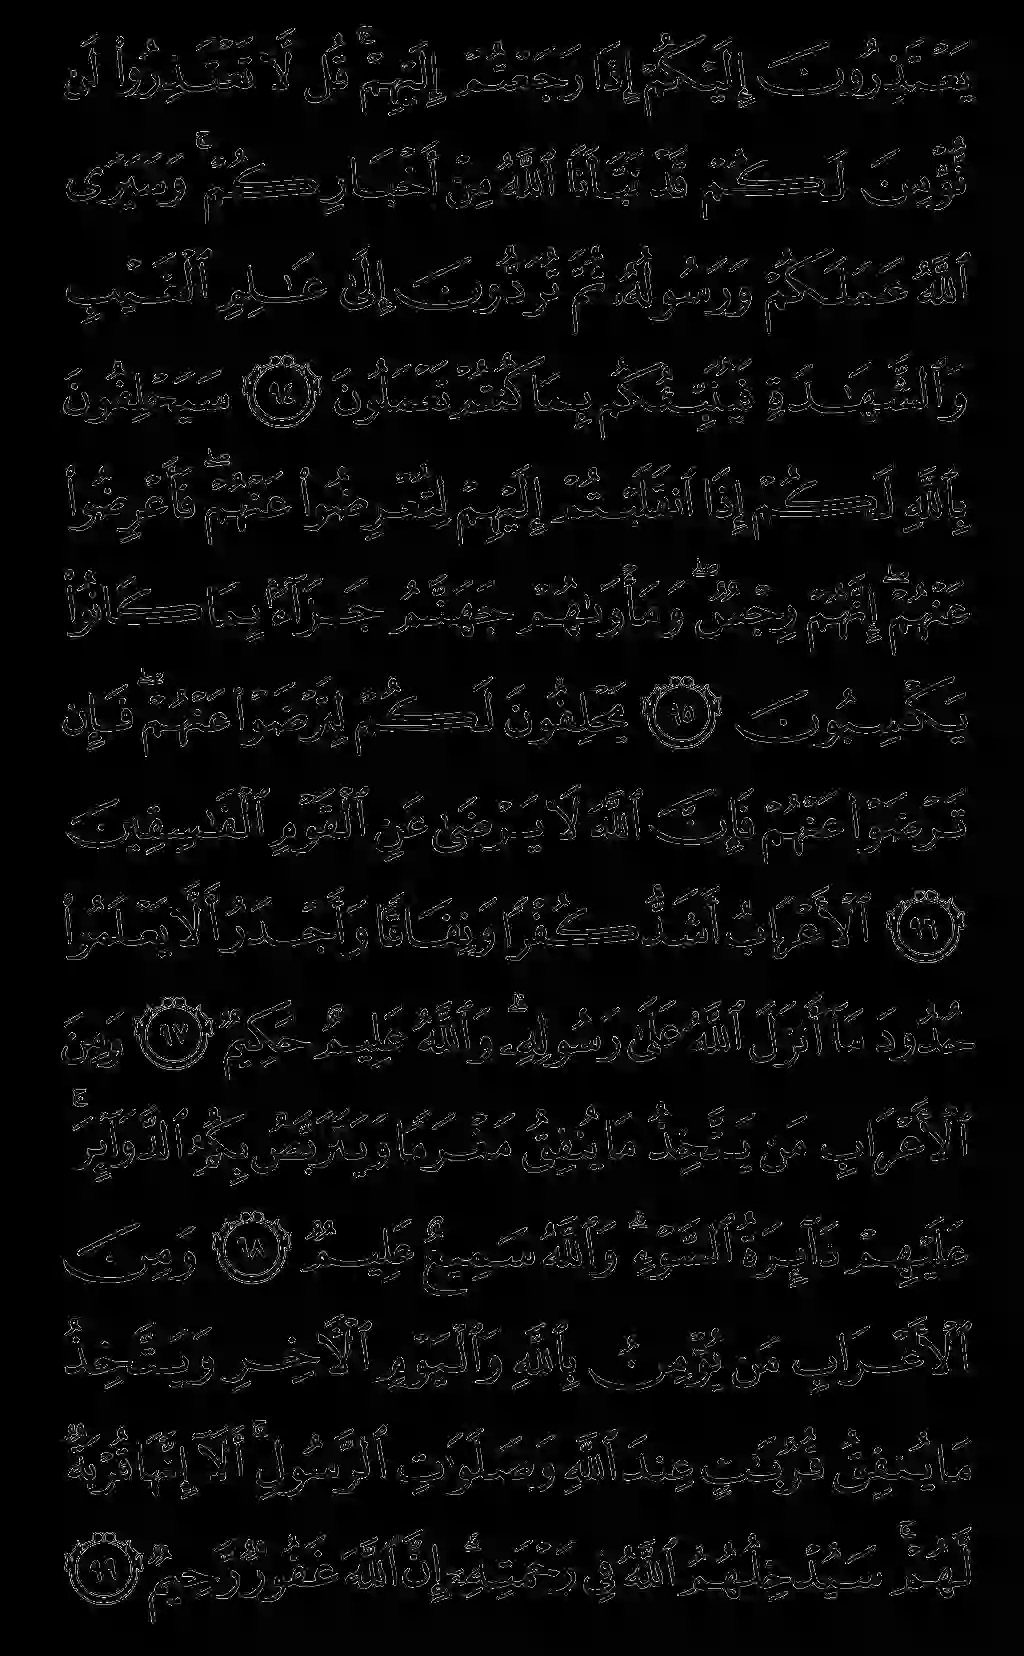 يَعْتَذِرُونَ إِلَيْكُمْ إِذَا رَجَعْتُمْ إِلَيْهِمْ ۚ قُل لَّا تَعْتَذِرُوا۟ لَن
نُّؤْمِنَ لَكُمْ قَدْ نَبَّأَنَا ٱللَّهُ مِنْ أَخْبَارِكُمْ ۚ وَسَيَرَى
ٱللَّهُ عَمَلَكُمْ وَرَسُولُهُۥ ثُمَّ تُرَدُّونَ إِلَىٰ عَـٰلِمِ ٱلْغَيْبِ
وَٱلشَّهَـٰدَةِ فَيُنَبِّئُكُم بِمَا كُنتُمْ تَعْمَلُونَ ٩٤ سَيَحْلِفُونَ
بِٱللَّهِ لَكُمْ إِذَا ٱنقَلَبْتُمْ إِلَيْهِمْ لِتُعْرِضُوا۟ عَنْهُمْ ۖ فَأَعْرِضُوا۟
عَنْهُمْ ۖ إِنَّهُمْ رِجْسٌ ۖ وَمَأْوَىٰهُمْ جَهَنَّمُ جَزَآءًۢ بِمَا كَانُوا۟
يَكْسِبُونَ ٩٥ يَحْلِفُونَ لَكُمْ لِتَرْضَوْا۟ عَنْهُمْ ۖ فَإِن
تَرْضَوْا۟ عَنْهُمْ فَإِنَّ ٱللَّهَ لَا يَرْضَىٰ عَنِ ٱلْقَوْمِ ٱلْفَـٰسِقِينَ
٩٦ ٱلْأَعْرَابُ أَشَدُّ كُفْرًا وَنِفَاقًا وَأَجْدَرُ أَلَّا يَعْلَمُوا۟
حُدُودَ مَآ أَنزَلَ ٱللَّهُ عَلَىٰ رَسُولِهِۦ ۗ وَٱللَّهُ عَلِيمٌ حَكِيمٌ ٩٧ وَمِنَ
ٱلْأَعْرَابِ مَن يَتَّخِذُ مَا يُنفِقُ مَغْرَمًا وَيَتَرَبَّصُ بِكُمُ ٱلدَّوَآئِرَ ۚ
عَلَيْهِمْ دَآئِرَةُ ٱلسَّوْءِ ۗ وَٱللَّهُ سَمِيعٌ عَلِيمٌ ٩٨ وَمِنَ
ٱلْأَعْرَابِ مَن يُؤْمِنُ بِٱللَّهِ وَٱلْيَوْمِ ٱلْـَٔاخِرِ وَيَتَّخِذُ
مَا يُنفِقُ قُرُبَـٰتٍ عِندَ ٱللَّهِ وَصَلَوَٰتِ ٱلرَّسُولِ ۚ أَلَآ إِنَّهَا قُرْبَةٌ
لَّهُمْ ۚ سَيُدْخِلُهُمُ ٱللَّهُ فِى رَحْمَتِهِۦٓ ۗ إِنَّ ٱللَّهَ غَفُورٌ رَّحِيمٌ ٩٩